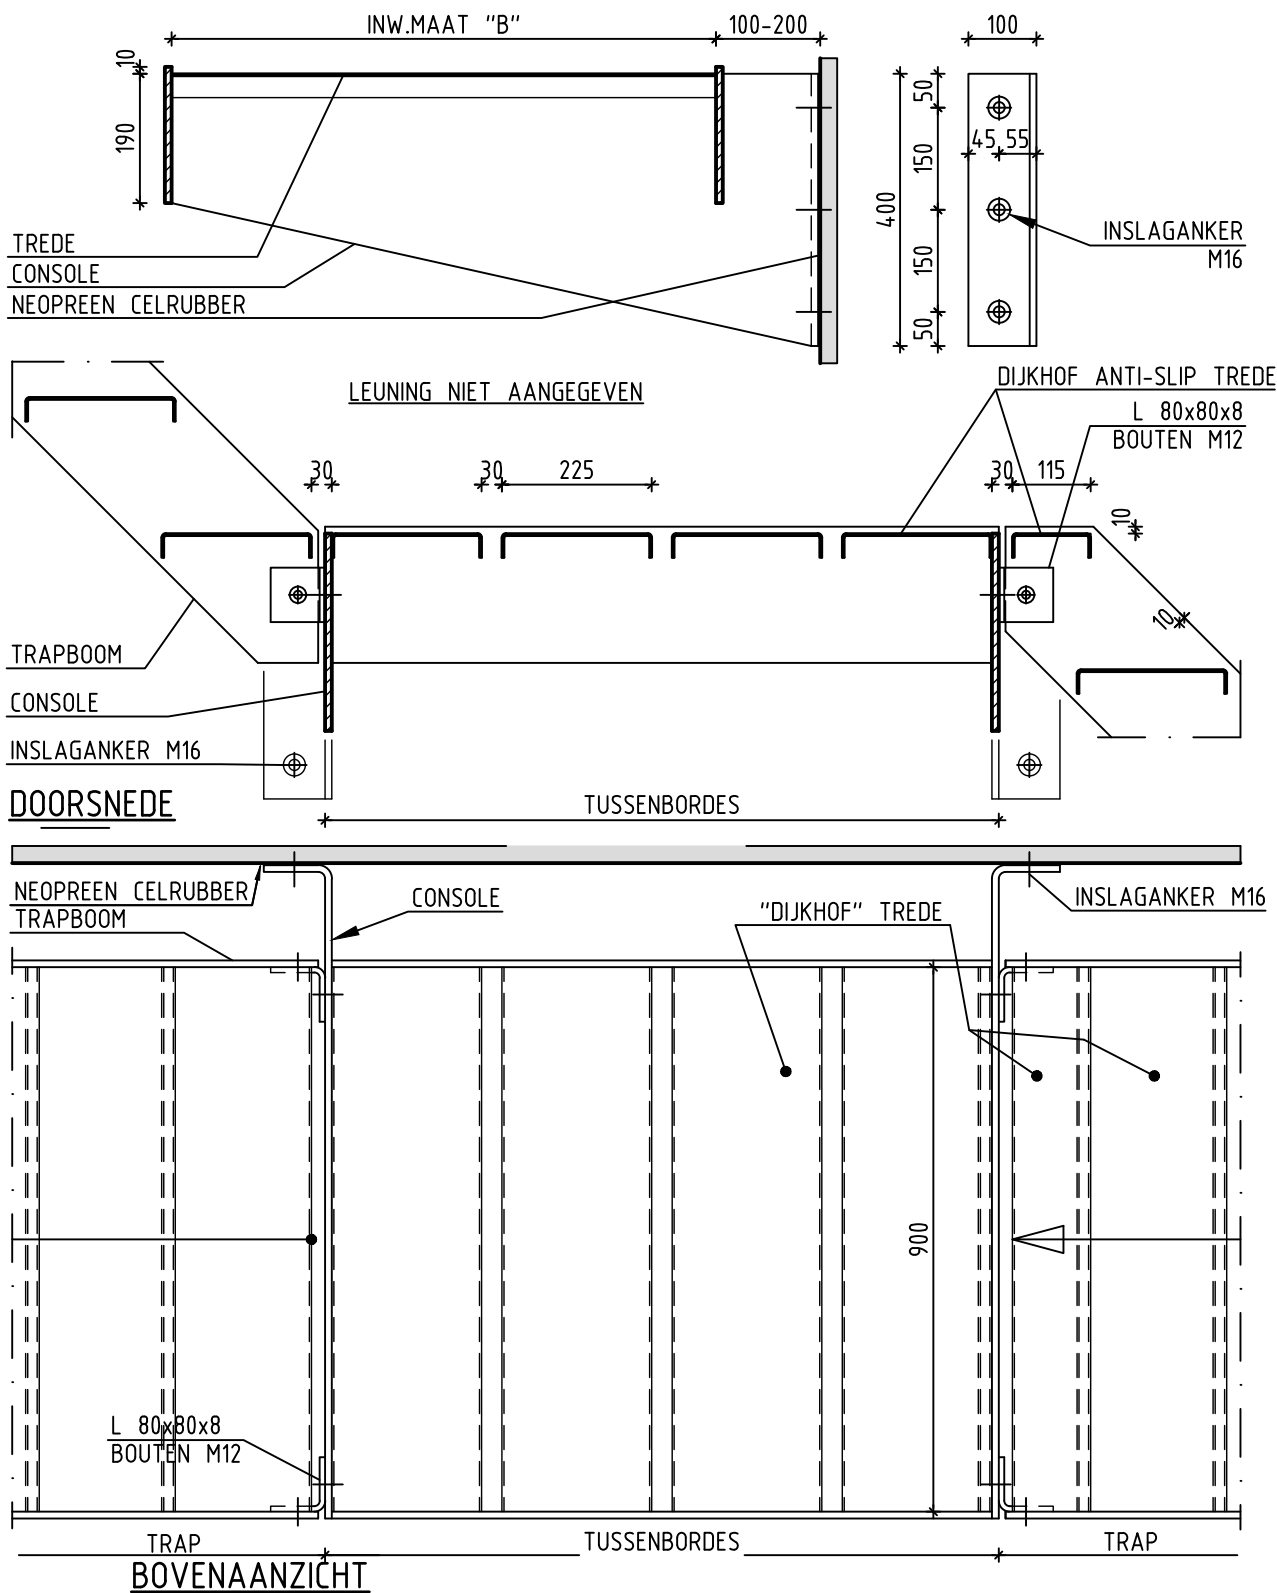 INW.MAAT "B"
100-200
100
10
190
50
45 55
150
400
150
50
INSLAGANKER
M16
TREDE
CONSOLE
NEOPREEN CELRUBBER
LEUNING NIET AANGEGEVEN
DIJKHOF ANTI-SLIP TREDE
L 80x80x8
BOUTEN M12
30
30
225
30
115
10
10
TRAPBOOM
CONSOLE
INSLAGANKER M16
DOORSNEDE
TUSSENBORDES
NEOPREEN CELRUBBER
TRAPBOOM
CONSOLE
"DIJKHOF" TREDE
INSLAGANKER M16
900
L 80x80x8
BOUTEN M12
TRAP
TUSSENBORDES
TRAP
BOVENAANZICHT